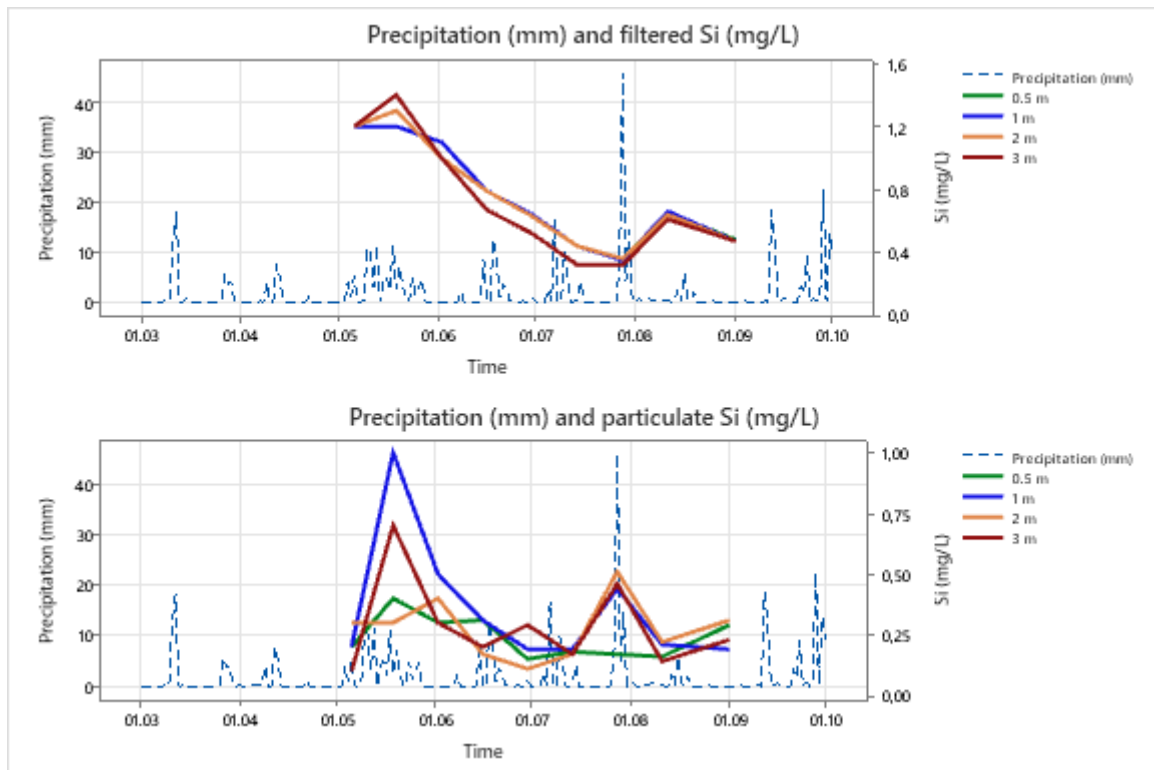 Precipitation (mm) and filtered Si (mg/L)
Precipitation (mm)
40
30
20
10
0
1,6
1,2
0,8
0,4
0,0
Si (mg/L)
Precipitation (mm)
0.5 m
1 m
2 m
3 m
01.03 01.04 01.05 01.06 01.07 01.08 01.09 01.10
Time
Precipitation (mm) and particulate Si (mg/L)
Precipitation (mm)
40
30
20
10
0
1,00
0,75
0,50
0,25
0,00
Si (mg/L)
Precipitation (mm)
0.5 m
1 m
2 m
3 m
01.03 01.04 01.05 01.06 01.07 01.08 01.09 01.10
Time